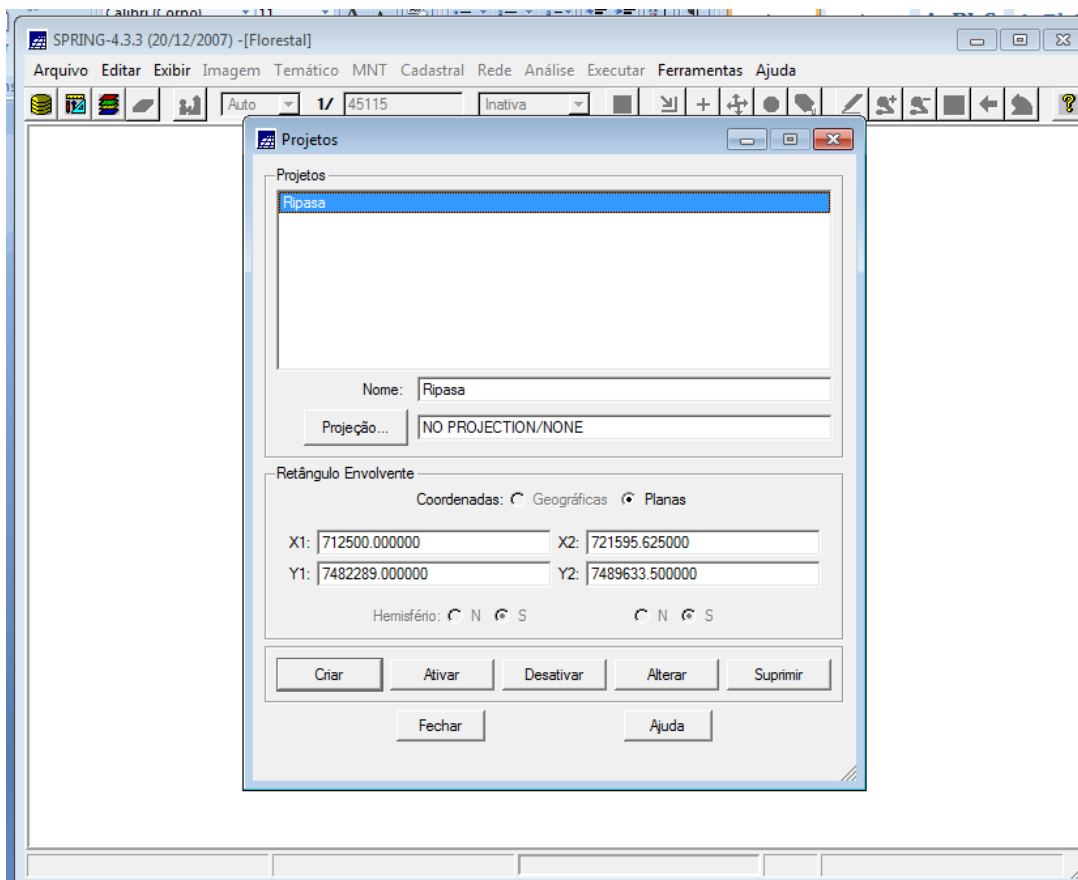 Calibri (Corpo) 11
SPRING-4.3.3 (20/12/2007) -[Florestal]
Arquivo Editar Exibir Imagem Temático MNT Cadastral Rede Análise Executar Ferramentas Ajuda
Auto 1/ 45115 Inativa
Projetos
Projetos
Ripasa
Nome: Ripasa
Projeção... NO PROJECTION/NONE
Retângulo Envolvente
Coordenadas: Geográficas Planas
X1: 712500.000000 X2: 721595.625000
Y1: 7482289.000000 Y2: 7489633.500000
Hemisfério: N S N S
Criar Ativar Desativar Alterar Suprimir
Fechar Ajuda